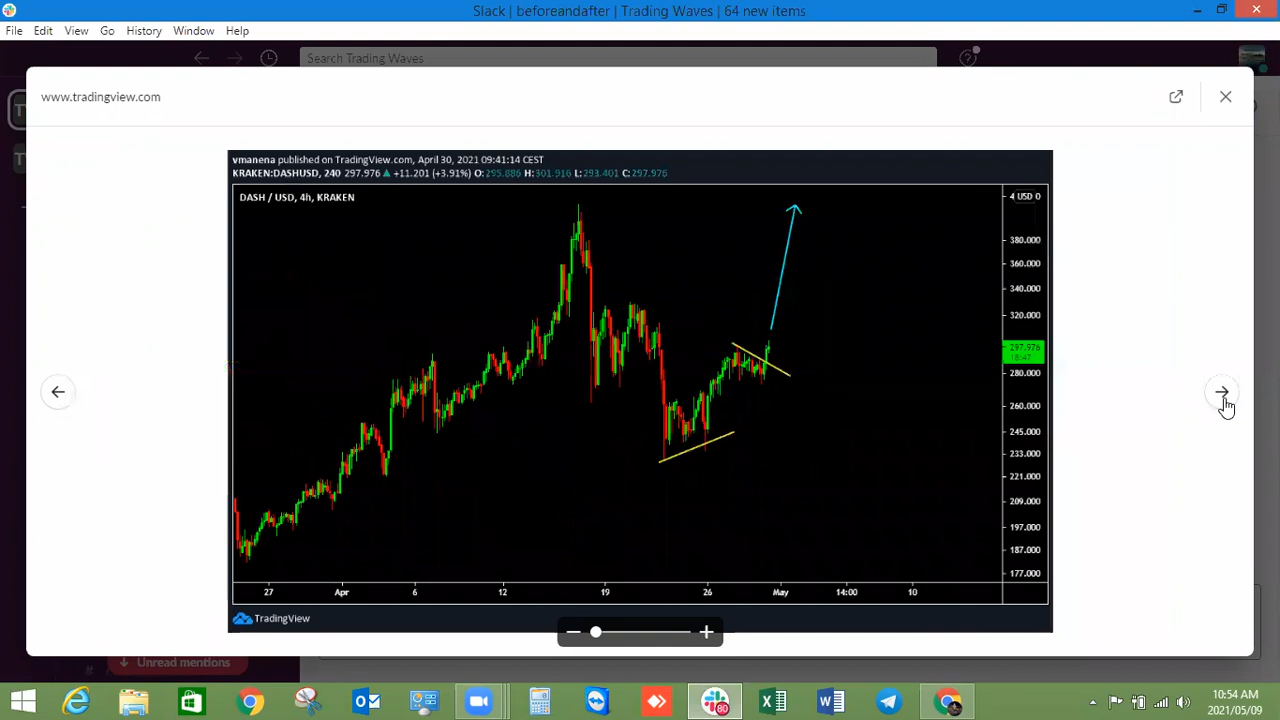 Slack | beforeandafter | Trading Waves | 64 new items
File Edit View Go History Window Help
Search Trading Waves
www.tradingview.com
vmanena published on TradingView.com, April 30, 2021 09:41:14 CEST
KRAKEN:DASHUSD, 240 297.976 ▲ +11.201 (+3.91%) O:295.886 H:301.916 L:293.401 C:297.976
DASH / USD, 4h, KRAKEN
4 USD 0
380.000
360.000
340.000
320.000
297.976
18:47
280.000
260.000
245.000
233.000
221.000
209.000
197.000
187.000
177.000
27 Apr 6 12 19 26 May 14:00 10
TradingView
Unread mentions
80
10:54 AM
2021/05/09